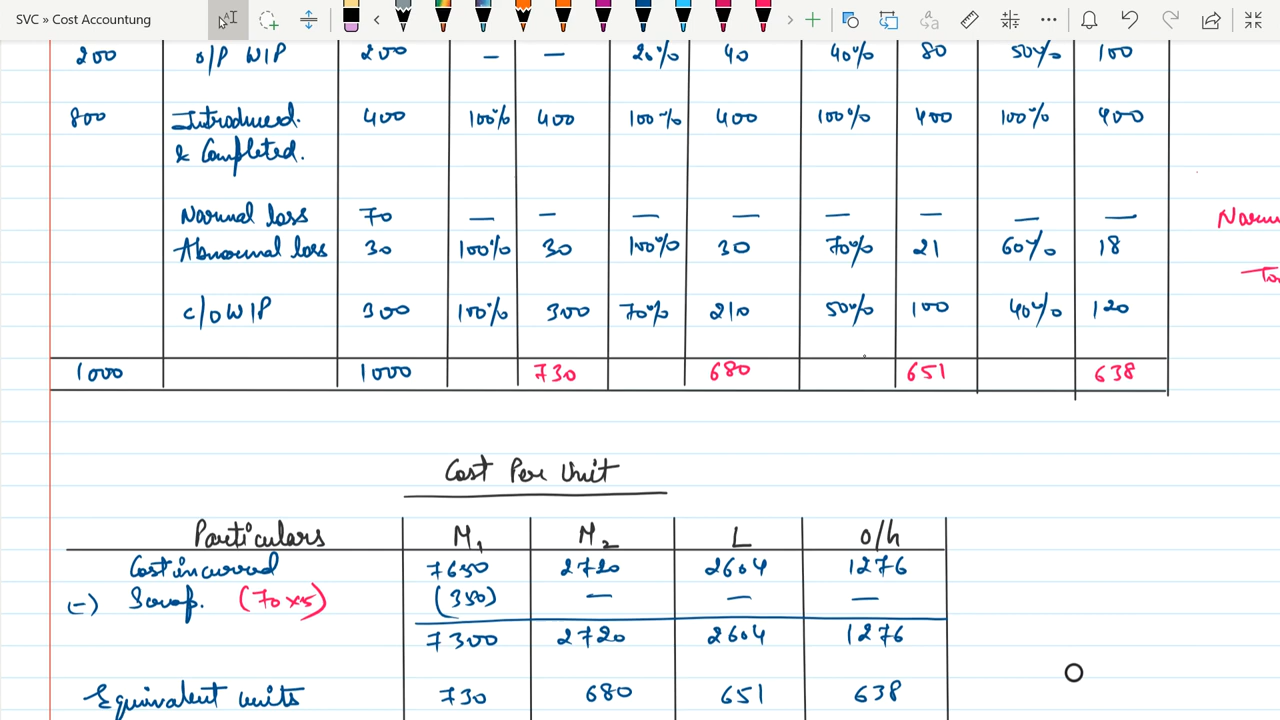 SVC » Cost Accountung
200 O/P WIP 200 — — 20% 40 40% 80 50% 100
800 Introduced 400 100% 400 100% 400 100% 400 100% 400
& Completed.
Normal loss 70 — — — — — — — —
Abnormal loss 30 100% 30 100% 30 70% 21 60% 18
c/o WIP 300 100% 300 70% 210 50% 100 40% 120
1000 1000 730 680 651 638
Cost Per Unit
Particulars M1 M2 L o/h
Cost incurred 7650 2720 2604 1276
(-) Scrap. (70×5) (350) — — —
7300 2720 2604 1276
Equivalent units 730 680 651 638